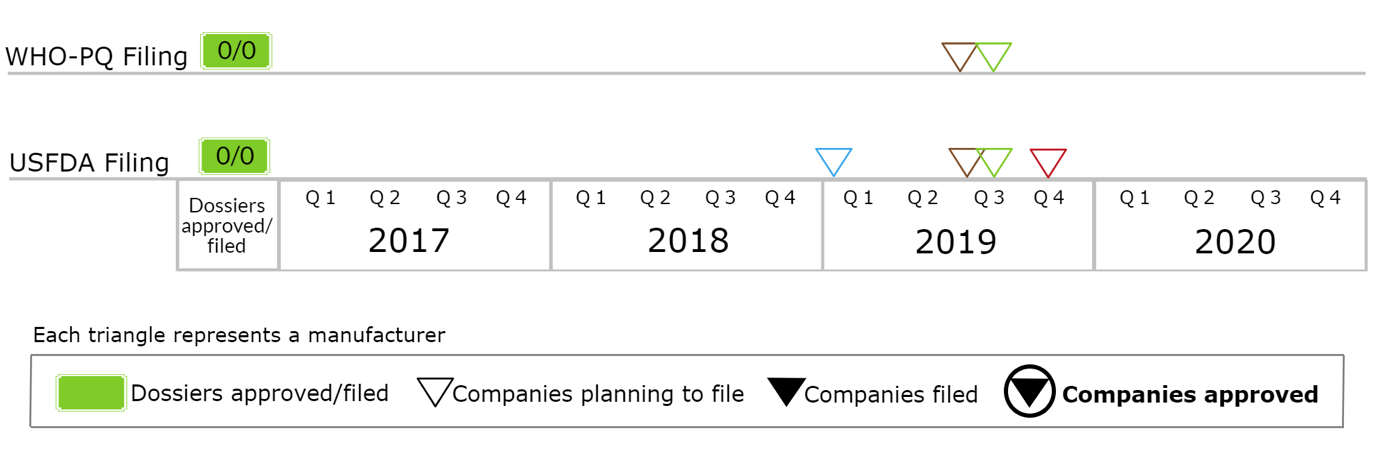 WHO-PQ Filing 0/0
USFDA Filing 0/0
Dossiers
approved/
filed
Q 1 Q 2 Q 3 Q 4 Q 1 Q 2 Q 3 Q 4 Q 1 Q 2 Q 3 Q 4 Q 1 Q 2 Q 3 Q 4
2017 2018 2019 2020
Each triangle represents a manufacturer
Dossiers approved/filed Companies planning to file Companies filed Companies approved